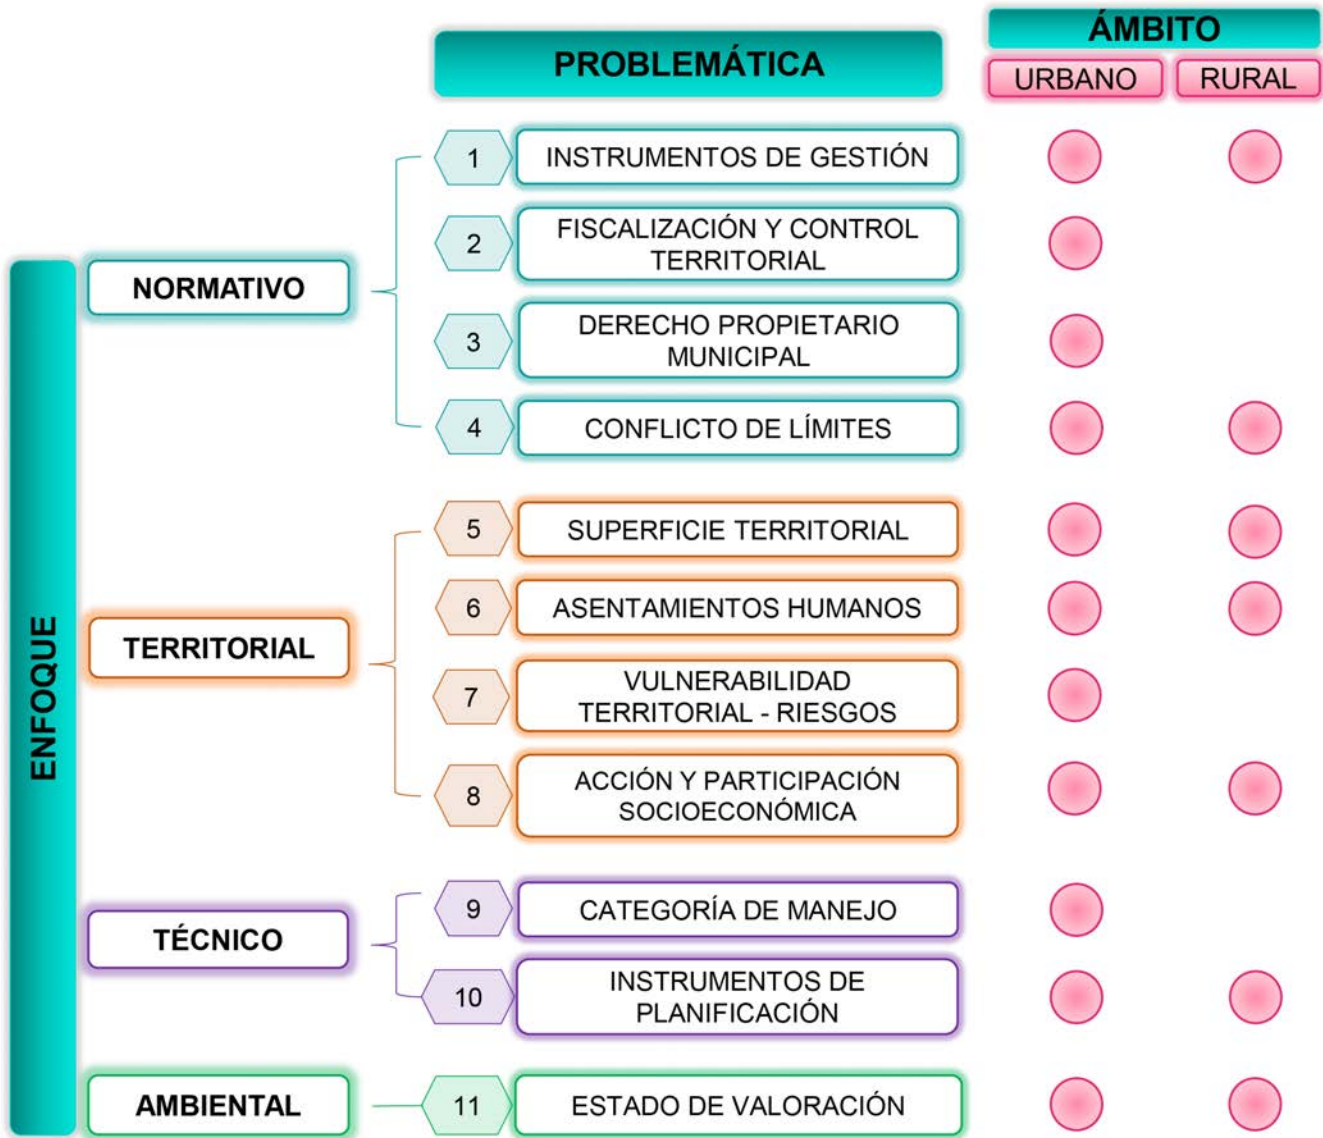 PROBLEMÁTICA
ÁMBITO
URBANO
RURAL
ENFOQUE
NORMATIVO
1
INSTRUMENTOS DE GESTIÓN
2
FISCALIZACIÓN Y CONTROL
TERRITORIAL
3
DERECHO PROPIETARIO
MUNICIPAL
4
CONFLICTO DE LÍMITES
TERRITORIAL
5
SUPERFICIE TERRITORIAL
6
ASENTAMIENTOS HUMANOS
7
VULNERABILIDAD
TERRITORIAL - RIESGOS
8
ACCIÓN Y PARTICIPACIÓN
SOCIOECONÓMICA
TÉCNICO
9
CATEGORÍA DE MANEJO
10
INSTRUMENTOS DE
PLANIFICACIÓN
AMBIENTAL
11
ESTADO DE VALORACIÓN